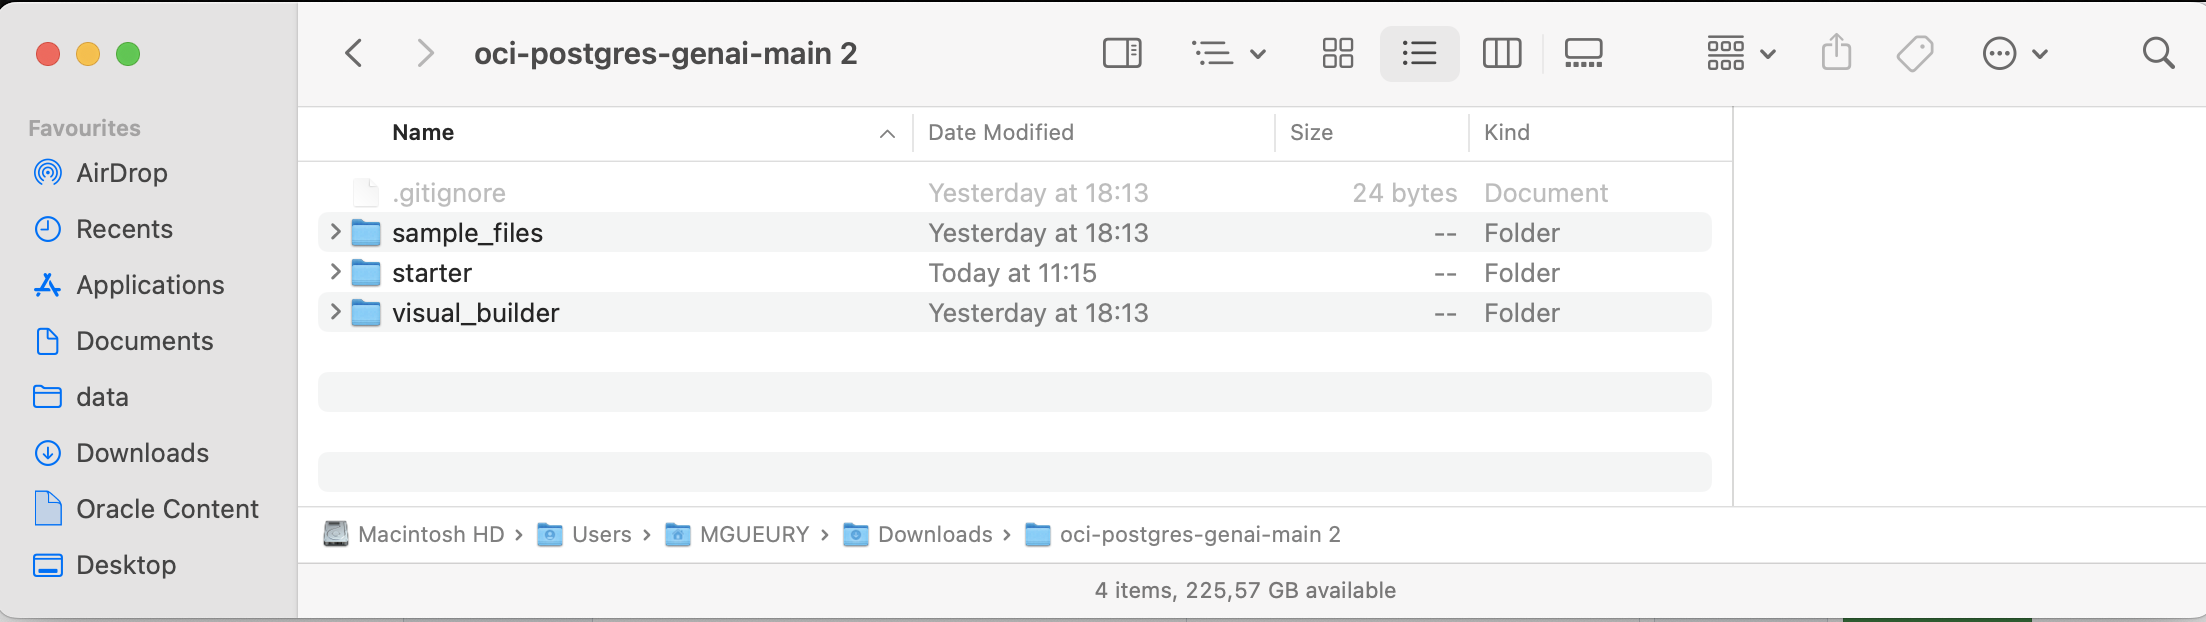 oci-postgres-genai-main 2
Favourites
AirDrop
Recents
Applications
Documents
data
Downloads
Oracle Content
Desktop
Name Date Modified Size Kind
.gitignore Yesterday at 18:13 24 bytes Document
sample_files Yesterday at 18:13 -- Folder
starter Today at 11:15 -- Folder
visual_builder Yesterday at 18:13 -- Folder
Macintosh HD › Users › MGUEURY › Downloads › oci-postgres-genai-main 2
4 items, 225,57 GB available